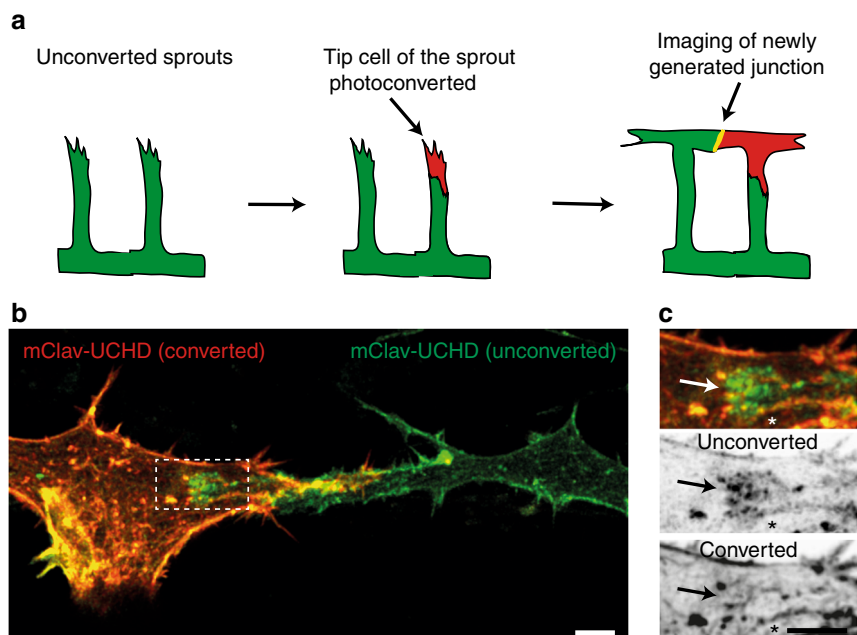 a
Unconverted sprouts
Tip cell of the sprout
photoconverted
Imaging of newly
generated junction
b
mClav-UCHD (converted)
mClav-UCHD (unconverted)
c
*
Unconverted
*
Converted
*